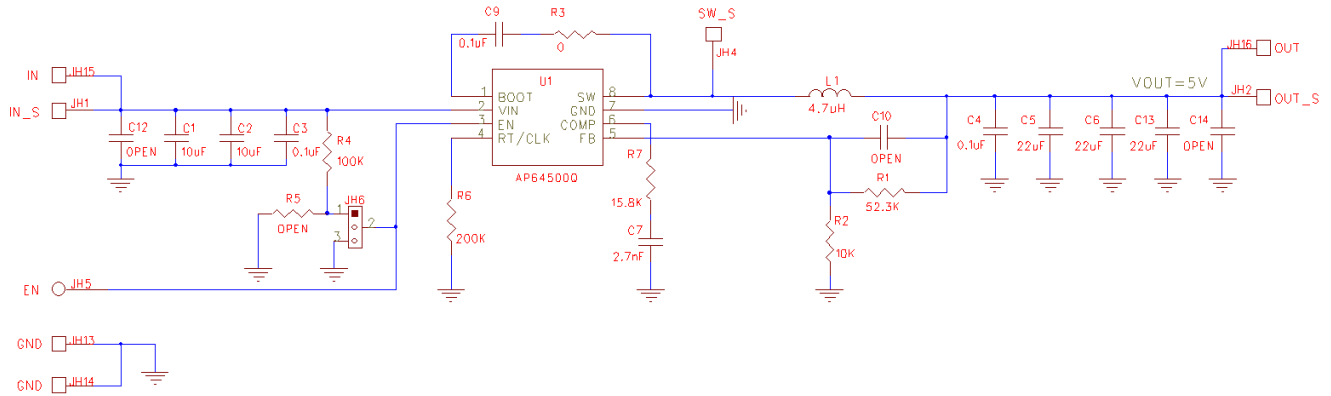 SW_S
JH4
C9
0.1uF
R3
0
IN
JH15
IN_S
JH1
C12
OPEN
C1
10uF
C2
10uF
C3
0.1uF
R4
100K
R5
OPEN
JH6
1
2
3
U1
1
BOOT
2
VIN
3
EN
4
RT/CLK
SW
8
GND
7
COMP
6
FB
5
AP64500Q
R6
200K
R7
15.8K
C7
2.7nF
L1
4.7uH
C10
OPEN
R1
52.3K
R2
10K
VOUT=5V
JH16
OUT
JH2
OUT_S
C4
0.1uF
C5
22uF
C6
22uF
C13
22uF
C14
OPEN
EN
JH5
GND
JH13
GND
JH14